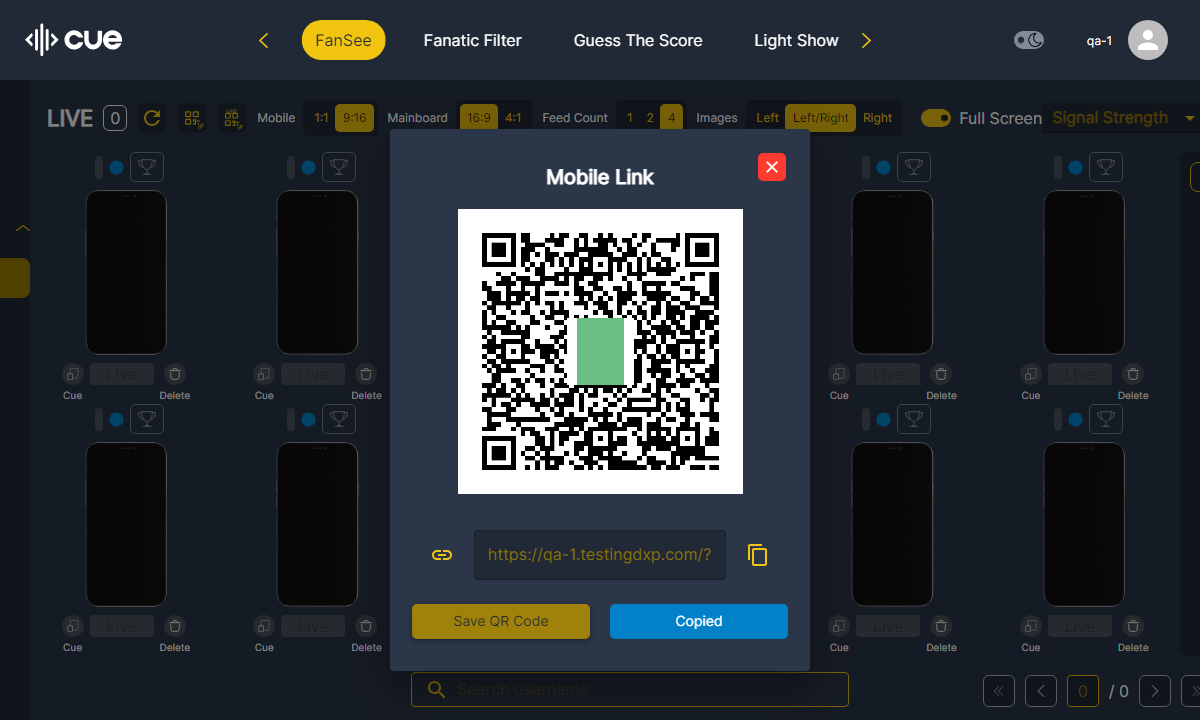 cue
FanSee
Fanatic Filter
Guess The Score
Light Show
qa-1
LIVE 0
Mobile 1:1 9:16
Mainboard 16:9 4:1
Feed Count 1 2 4
Images Left Left/Right Right
Full Screen
Signal Strength
Mobile Link
Live Live Live Live
Cue Delete Cue Delete Cue Delete Cue Delete
https://qa-1.testingdxp.com/?
Save QR Code
Copied
Live Live Live Live
Cue Delete Cue Delete Cue Delete Cue Delete
Search username
0 / 0